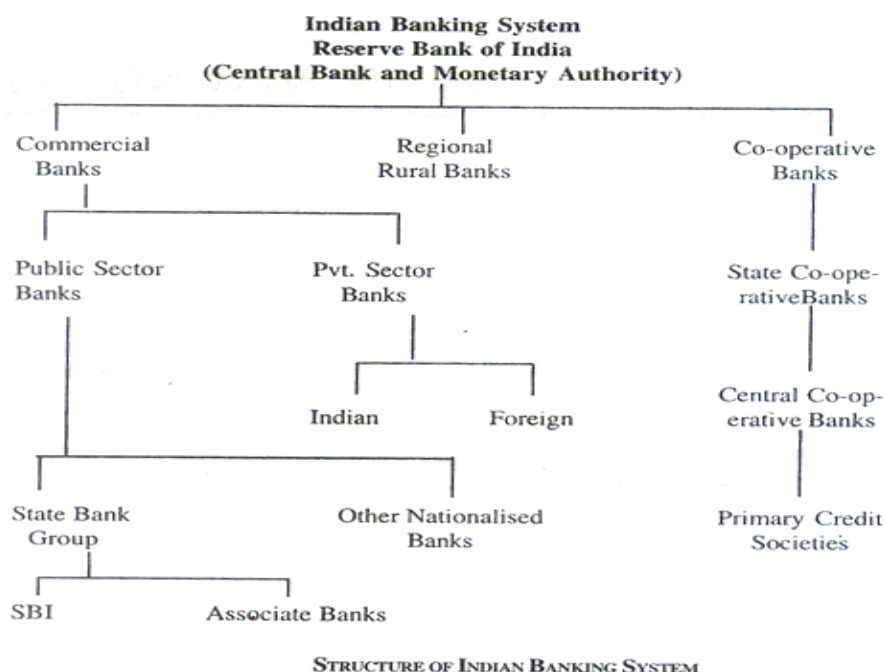 Indian Banking System
Reserve Bank of India
(Central Bank and Monetary Authority)
Commercial
Banks
Regional
Rural Banks
Co-operative
Banks
Public Sector
Banks
Pvt. Sector
Banks
State Co-ope-
rativeBanks
Indian
Foreign
Central Co-op-
erative Banks
State Bank
Group
Other Nationalised
Banks
Primary Credit
Societies
SBI
Associate Banks
STRUCTURE OF INDIAN BANKING SYSTEM